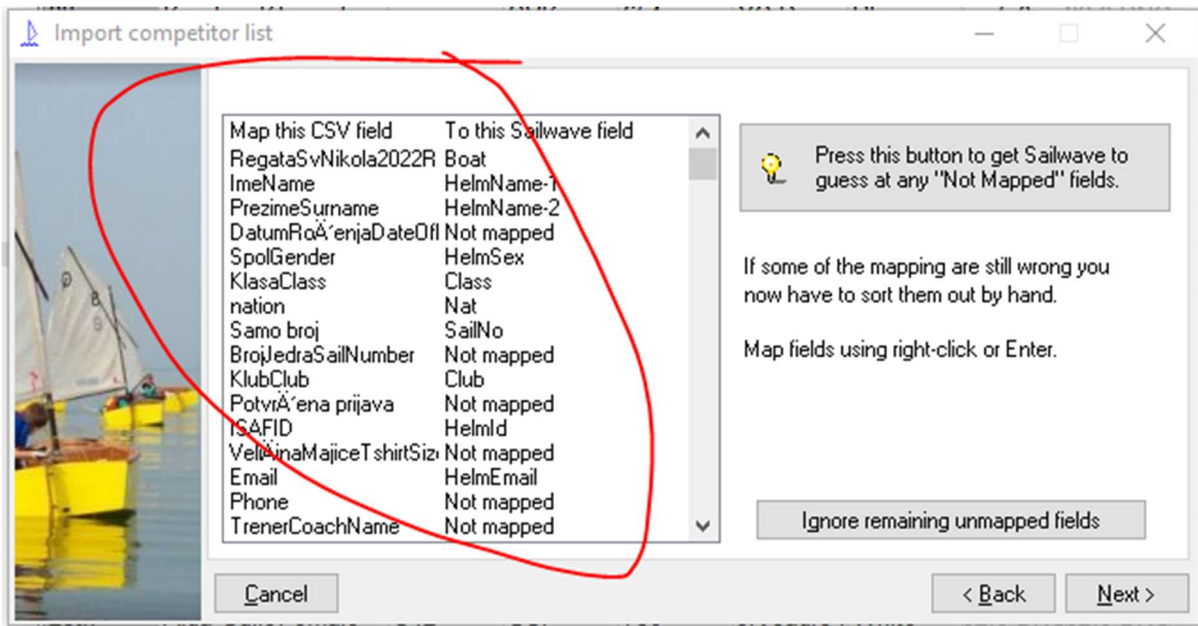 Import competitor list
Map this CSV field To this Sailwave field
RegataSvNikola2022R Boat
ImeName HelmName-1
PrezimeSurname HelmName-2
DatumRoÄ´enjaDateOfI Not mapped
SpolGender HelmSex
KlasaClass Class
nation Nat
Samo broj SailNo
BrojJedraSailNumber Not mapped
KlubClub Club
PotvrÄ´ena prijava Not mapped
ISAFID HelmId
VeliÄinaMajiceTshirtSiz Not mapped
Email HelmEmail
Phone Not mapped
TrenerCoachName Not mapped
Press this button to get Sailwave to
guess at any "Not Mapped" fields.
If some of the mapping are still wrong you
now have to sort them out by hand.
Map fields using right-click or Enter.
Ignore remaining unmapped fields
Cancel
< Back
Next >